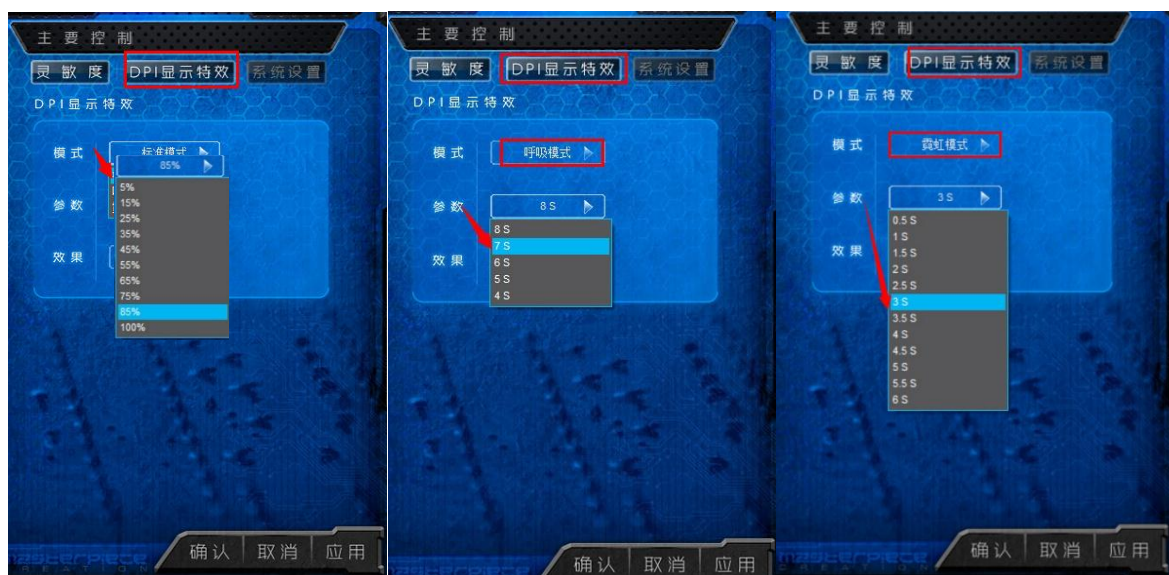 主要控制
灵敏度 DPI显示特效 系统设置
DPI显示特效
模式 标准模式
85%
参数
5%
15%
25%
35%
45%
55%
65%
75%
85%
100%
效果
确认 取消 应用
主要控制
灵敏度 DPI显示特效 系统设置
DPI显示特效
模式 呼吸模式
参数 8 S
8 S
7 S
6 S
5 S
4 S
效果
确认 取消 应用
主要控制
灵敏度 DPI显示特效 系统设置
DPI显示特效
模式 霓虹模式
参数 3 S
0.5 S
1 S
1.5 S
2 S
2.5 S
3 S
3.5 S
4 S
4.5 S
5 S
5.5 S
6 S
效果
确认 取消 应用